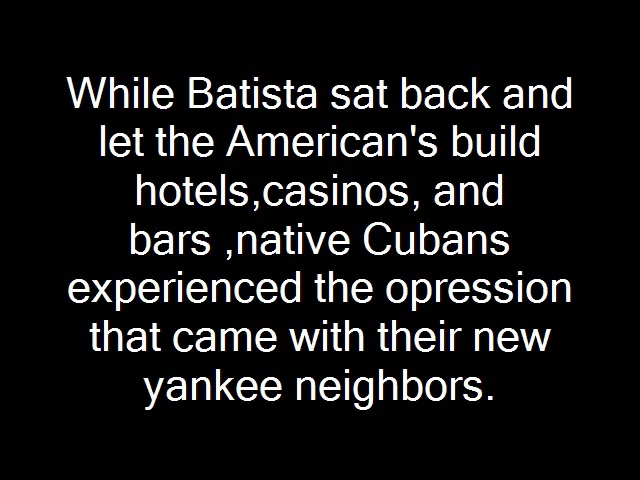 While Batista sat back and
let the American's build
hotels,casinos, and
bars ,native Cubans
experienced the opression
that came with their new
yankee neighbors.